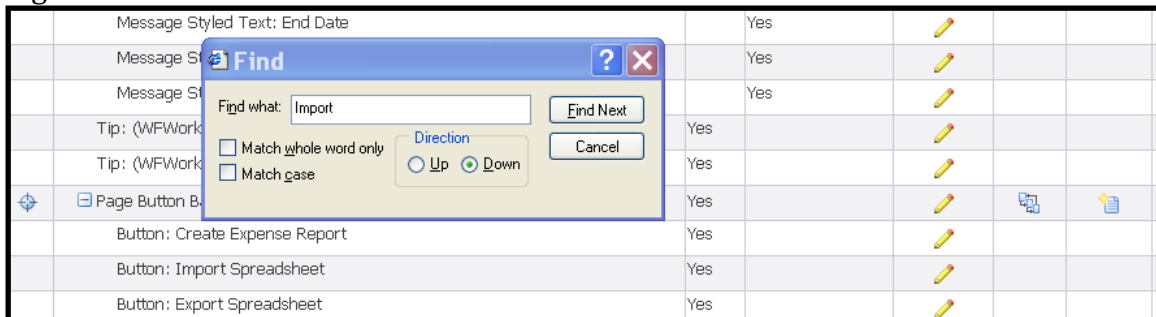 Message Styled Text: End Date Yes
Message St Yes
Message St Yes
Find
Find what: Import Find Next
Match whole word only Direction Cancel
Match case Up Down
Tip: (WFWork Yes
Tip: (WFWork Yes
Page Button B Yes
Button: Create Expense Report Yes
Button: Import Spreadsheet Yes
Button: Export Spreadsheet Yes